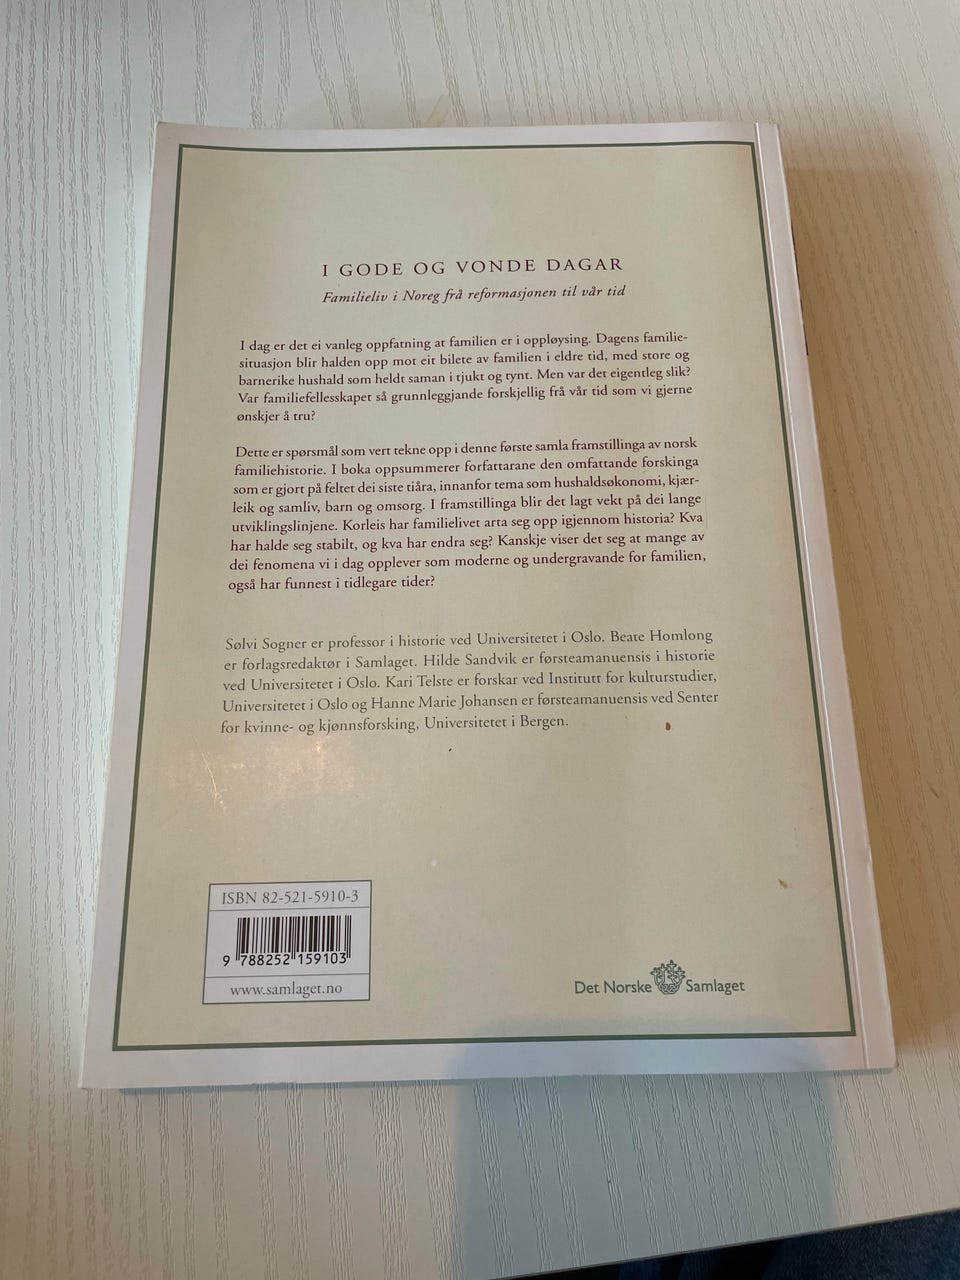 I GODE OG VONDE DAGAR
Familieliv i Noreg frå reformasjonen til vår tid
I dag er det ei vanleg oppfatning at familien er i oppløysing. Dagens familie-
situasjon blir halden opp mot eit bilete av familien i eldre tid, med store og
barnerike hushald som heldt saman i tjukt og tynt. Men var det eigentleg slik?
Var familiefellesskapet så grunnleggjande forskjellig frå vår tid som vi gjerne
ønskjer å tru?
Dette er spørsmål som vert tekne opp i denne første samla framstillinga av norsk
familiehistorie. I boka oppsummerer forfattarane den omfattande forskinga
som er gjort på feltet dei siste tiåra, innanfor tema som hushaldsøkonomi, kjær-
leik og samliv, barn og omsorg. I framstillinga blir det lagt vekt på dei lange
utviklingslinjene. Korleis har familielivet arta seg opp igjennom historia? Kva
har halde seg stabilt, og kva har endra seg? Kanskje viser det seg at mange av
dei fenomena vi i dag opplever som moderne og undergravande for familien,
også har funnest i tidlegare tider?
Sølvi Sogner er professor i historie ved Universitetet i Oslo. Beate Homlong
er forlagsredaktør i Samlaget. Hilde Sandvik er førsteamanuensis i historie
ved Universitetet i Oslo. Kari Telste er forskar ved Institutt for kulturstudier,
Universitetet i Oslo og Hanne Marie Johansen er førsteamanuensis ved Senter
for kvinne- og kjønnsforsking, Universitetet i Bergen.
ISBN 82-521-5910-3
9 788252 159103
www.samlaget.no
Det Norske Samlaget